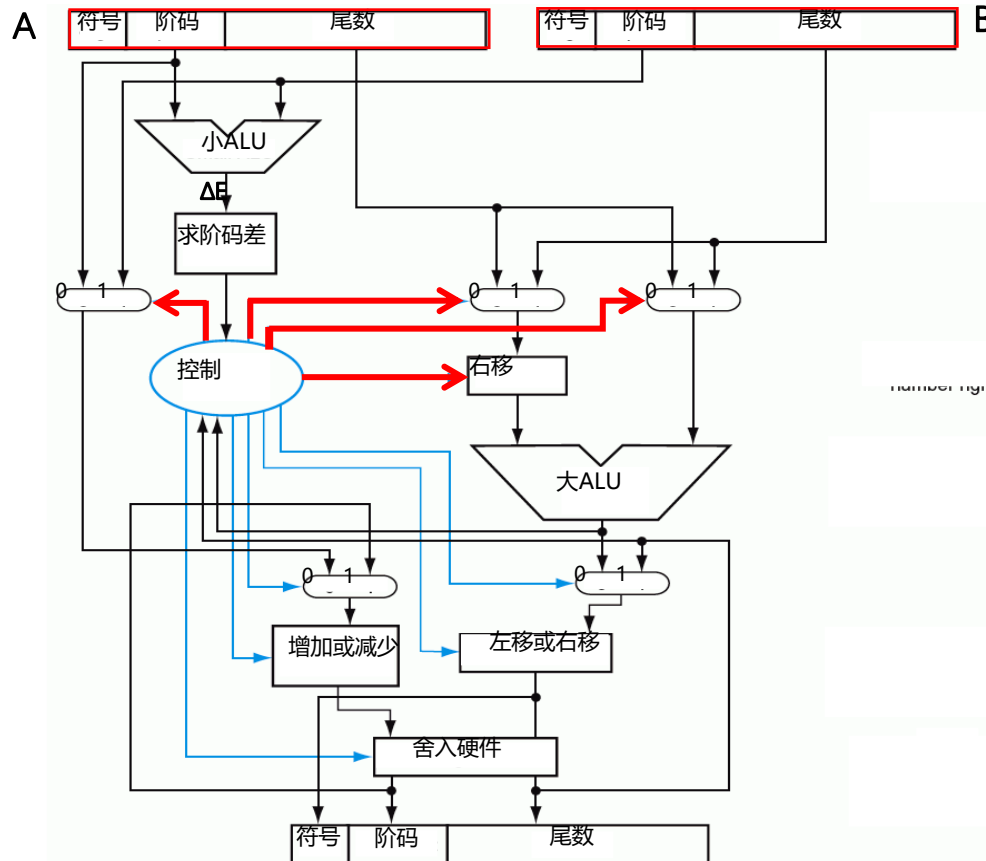 A
符号 阶码 尾数
符号 阶码 尾数
B
小ALU
ΔE
求阶码差
0 1
0 1
0 1
控制
右移
大ALU
0 1
0 1
增加或减少
左移或右移
舍入硬件
符号 阶码 尾数